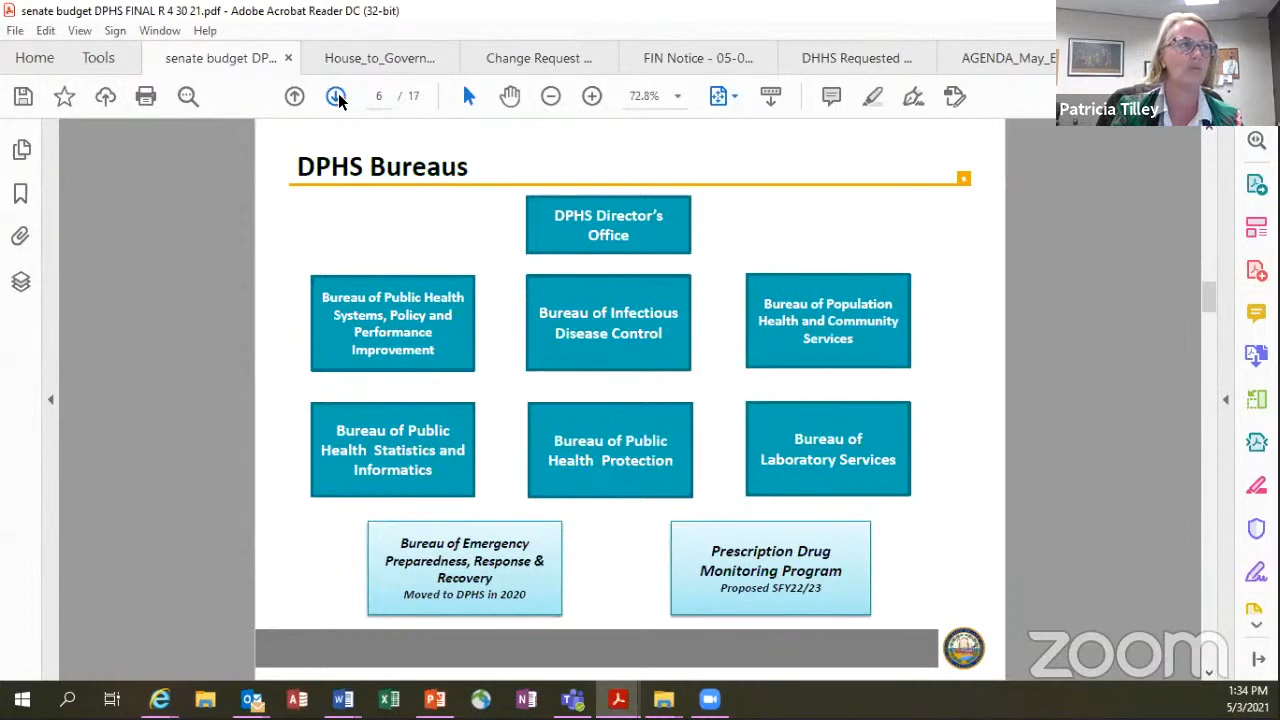 senate budget DPHS FINAL R 4 30 21.pdf - Adobe Acrobat Reader DC (32-bit)
File Edit View Sign Window Help
Home Tools senate budget DP... × House_to_Govern... Change Request ... FIN Notice - 05-0... DHHS Requested ... AGENDA_May_E
6 / 17 72.8%
Patricia Tilley
DPHS Bureaus
DPHS Director's
Office
Bureau of Public Health
Systems, Policy and
Performance
Improvement
Bureau of Infectious
Disease Control
Bureau of Population
Health and Community
Services
Bureau of Public
Health Statistics and
Informatics
Bureau of Public
Health Protection
Bureau of
Laboratory Services
Bureau of Emergency
Preparedness, Response &
Recovery
Moved to DPHS in 2020
Prescription Drug
Monitoring Program
Proposed SFY22/23
zoom
1:34 PM
5/3/2021